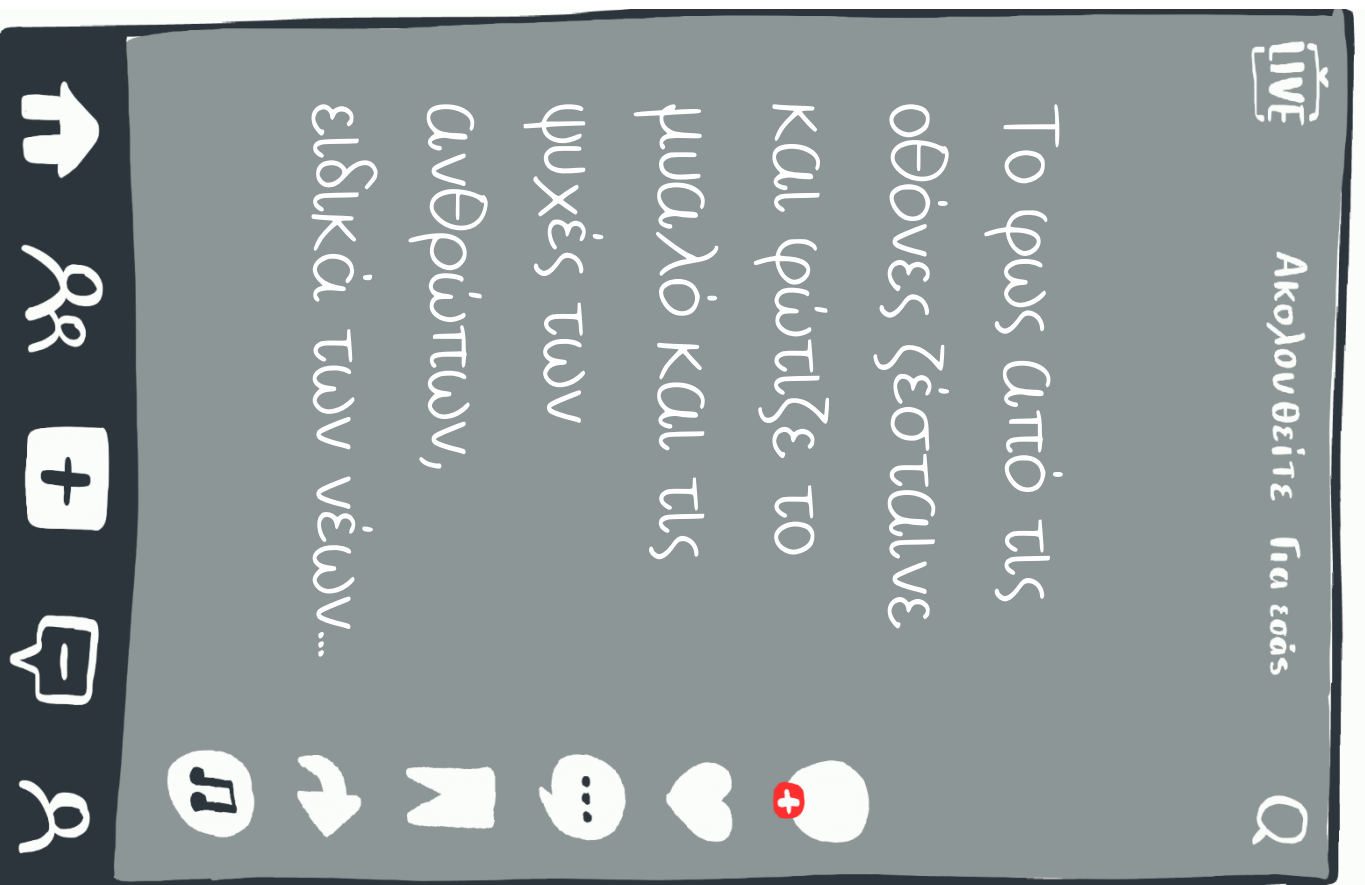 LIVE
Ακολουθείτε Για εσάς
Το φως από τις
οθόνες ζέσταινε
και φώτιζε το
μυαλό και τις
ψυχές των
ανθρώπων,
ειδικά των νέων...